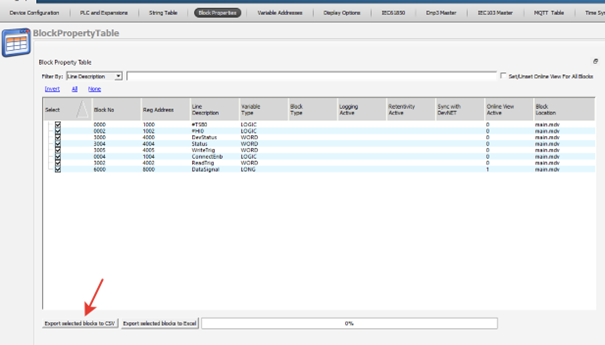 Device Configuration | PLC and Expansions | String Table | Block Properties | Variable Addresses | Display Options | IEC61850 | Dnp3 Master | IEC103 Master | MQTT Table | Time Sy
BlockPropertyTable
Block Property Table
Filter By: Line Description Set/Unset Online View For All Blocks
Invert All None
Select Block No Reg Address Line Description Variable Type Block Type Logging Active Retentivity Active Sync with DevNET Online View Active Block Location
0000 1000 #TS80 LOGIC 0 main.mdv
0002 1002 #HI0 LOGIC 0 main.mdv
3000 4000 DevStatus WORD 0 main.mdv
3004 4004 Status WORD 0 main.mdv
3005 4005 WriteTrig WORD 0 main.mdv
0004 1004 ConnectEnb LOGIC 0 main.mdv
3002 4002 ReadTrig WORD 0 main.mdv
6000 8000 DataSignal LONG 1 main.mdv
Export selected blocks to CSV Export selected blocks to Excel 0%